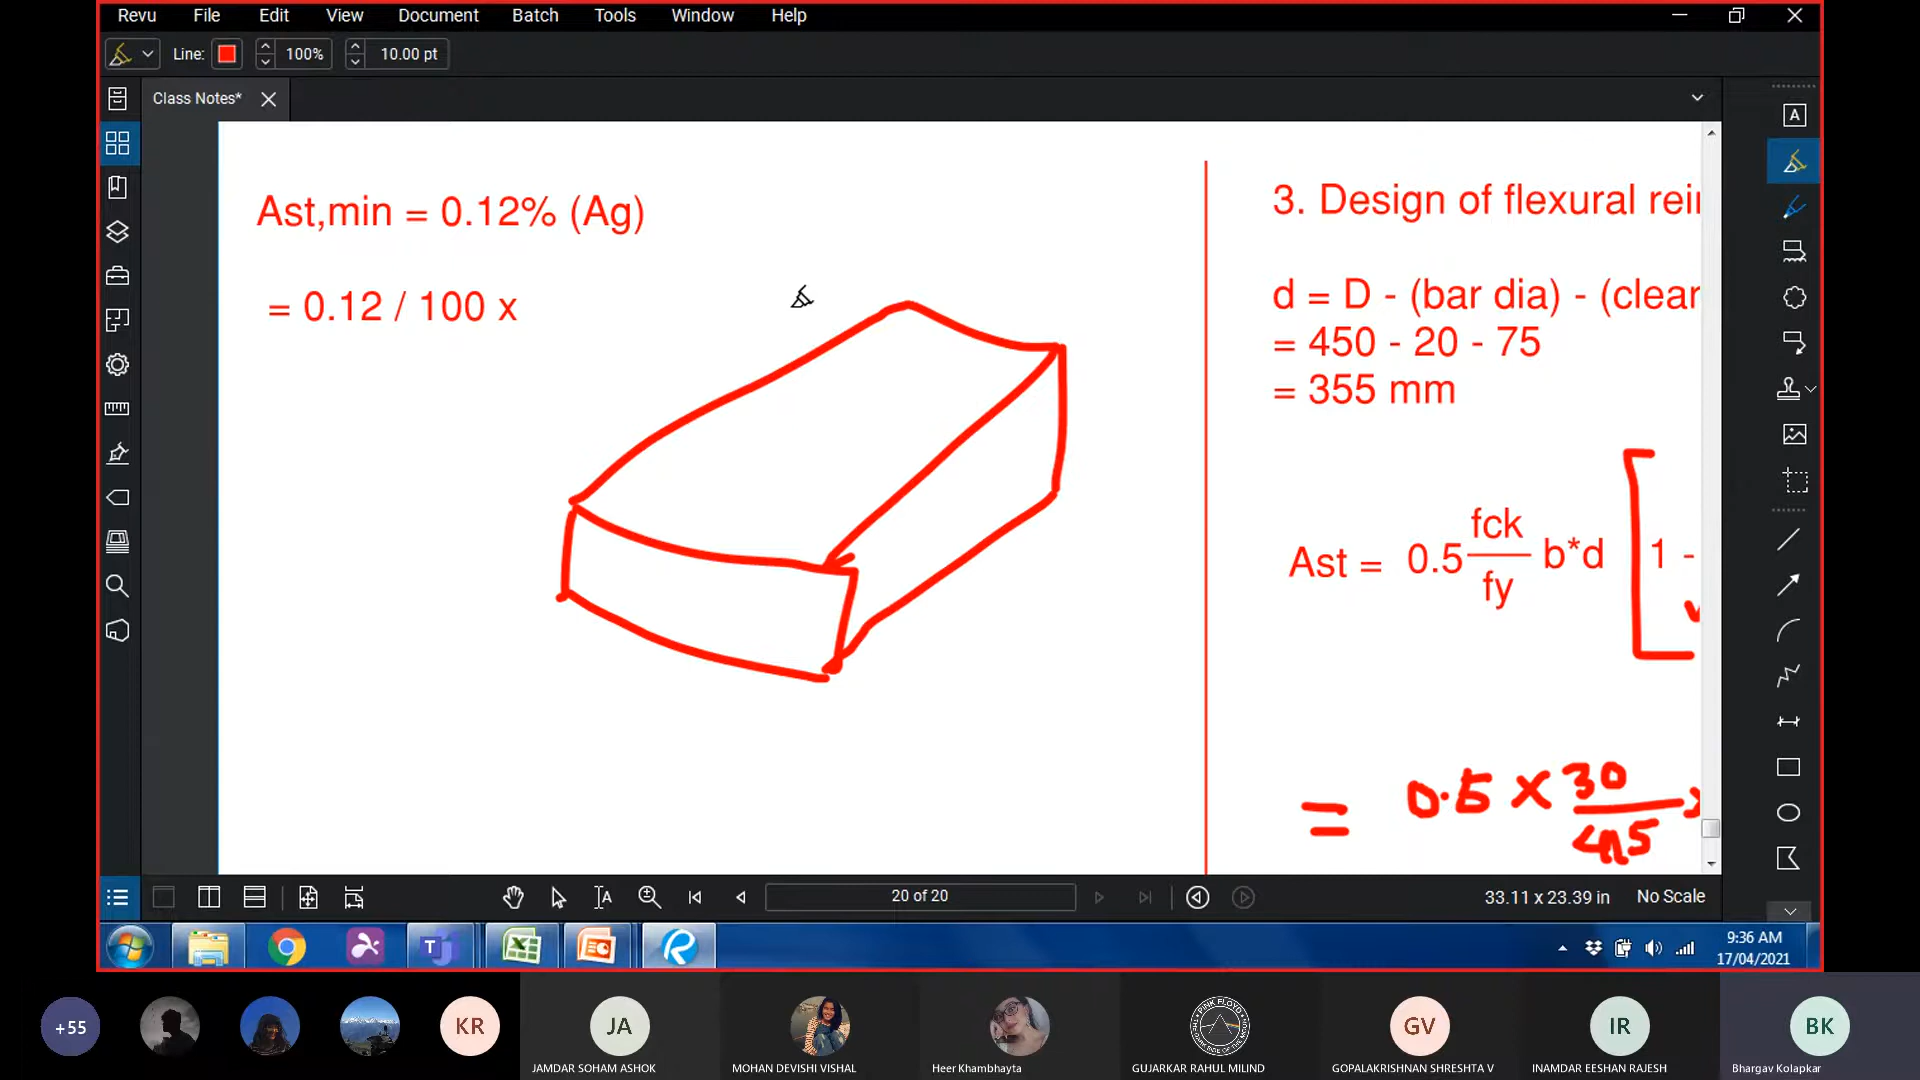 Revu File Edit View Document Batch Tools Window Help
Line: 100% 10.00 pt
Class Notes*
Ast,min = 0.12% (Ag)
= 0.12 / 100 x
3. Design of flexural
d = D - (bar dia) - (clear
= 450 - 20 - 75
= 355 mm
Ast = 0.5 fck
fy
b*d [ 1 -
= 0.5 x 30
415
20 of 20
33.11 x 23.39 in No Scale
9:36 AM
17/04/2021
+55
KR
JA
GV
IR
BK
PINK FLOYD
JAMDAR SOHAM ASHOK
MOHAN DEVISHI VISHAL
Heer Khambhayta
GUJARKAR RAHUL MILIND
GOPALAKRISHNAN SHRESHTA V
INAMDAR EESHAN RAJESH
Bhargav Kolapkar